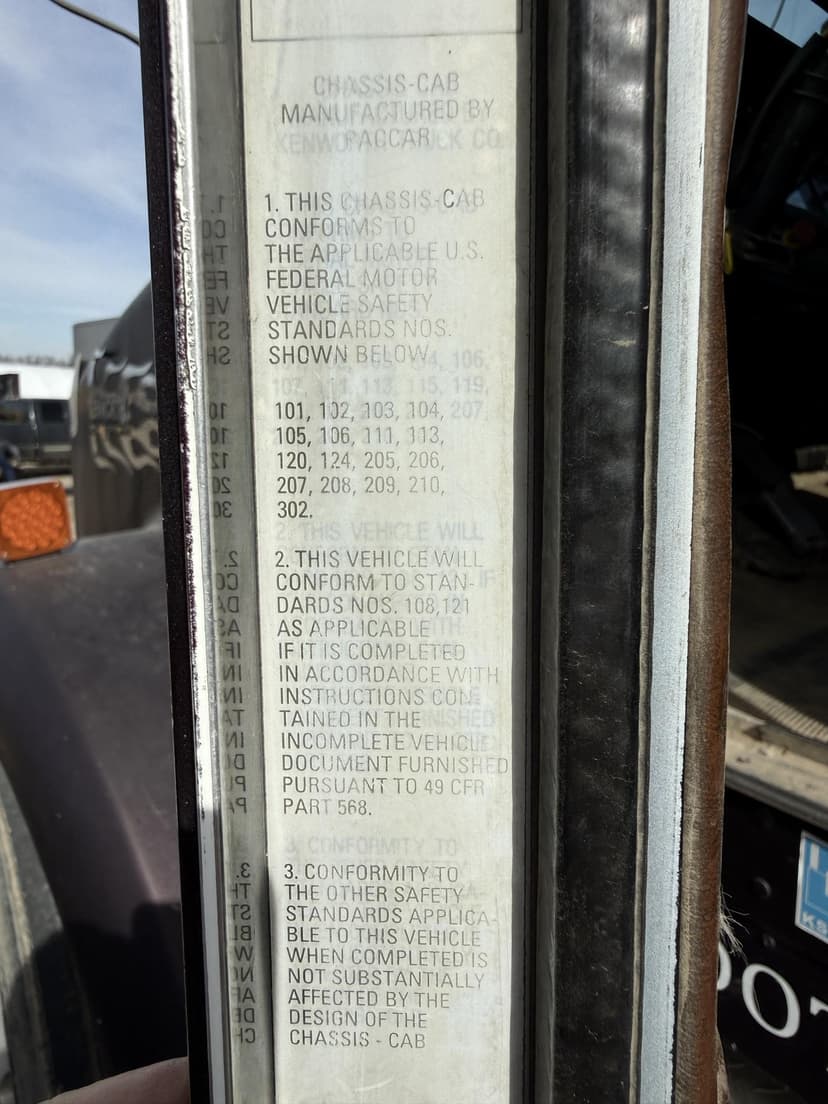 CHASSIS-CAB
MANUFACTURED BY
PACCAR
1. THIS CHASSIS-CAB
CONFORMS TO
THE APPLICABLE U.S.
FEDERAL MOTOR
VEHICLE SAFETY
STANDARDS NOS.
SHOWN BELOW
101, 102, 103, 104,
105, 106, 111, 113,
120, 124, 205, 206,
207, 208, 209, 210,
302.
2. THIS VEHICLE WILL
CONFORM TO STAN-
DARDS NOS. 108,121
AS APPLICABLE
IF IT IS COMPLETED
IN ACCORDANCE WITH
INSTRUCTIONS CON-
TAINED IN THE
INCOMPLETE VEHICLE
DOCUMENT FURNISHED
PURSUANT TO 49 CFR
PART 568.
3. CONFORMITY TO
THE OTHER SAFETY
STANDARDS APPLICA-
BLE TO THIS VEHICLE
WHEN COMPLETED IS
NOT SUBSTANTIALLY
AFFECTED BY THE
DESIGN OF THE
CHASSIS - CAB
KS